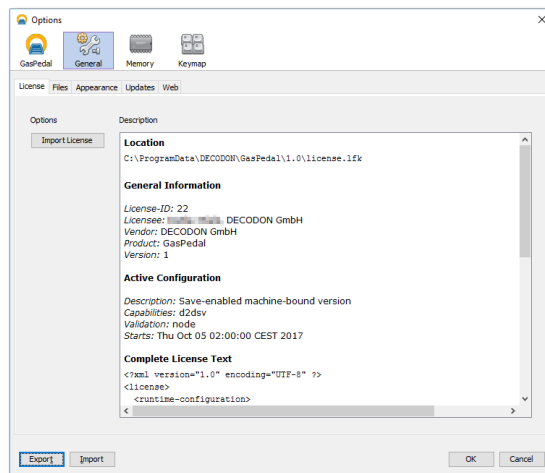 Options
GasPedal
General
Memory
Keymap
License Files Appearance Updates Web
Options
Description
Import License
Location
C:\ProgramData\DECODON\GasPedal\1.0\license.lfk
General Information
License-ID: 22
Licensee: , DECODON GmbH
Vendor: DECODON GmbH
Product: GasPedal
Version: 1
Active Configuration
Description: Save-enabled machine-bound version
Capabilities: d2dsv
Validation: node
Starts: Thu Oct 05 02:00:00 CEST 2017
Complete License Text
<?xml version="1.0" encoding="UTF-8" ?>
<license>
<runtime-configuration>
Export Import OK Cancel